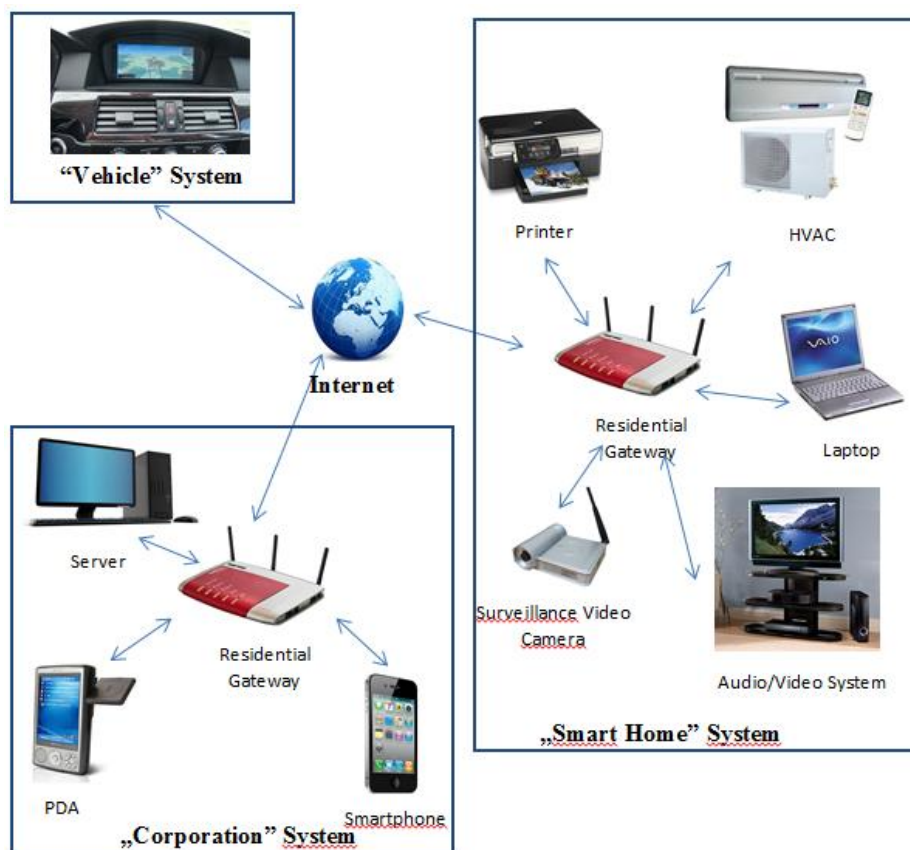 “Vehicle” System
Printer
HVAC
Internet
VAIO
Residential
Gateway
Laptop
Server
Surveillance Video
Camera
Residential
Gateway
Audio/Video System
„Smart Home” System
PDA
Smartphone
„Corporation” System